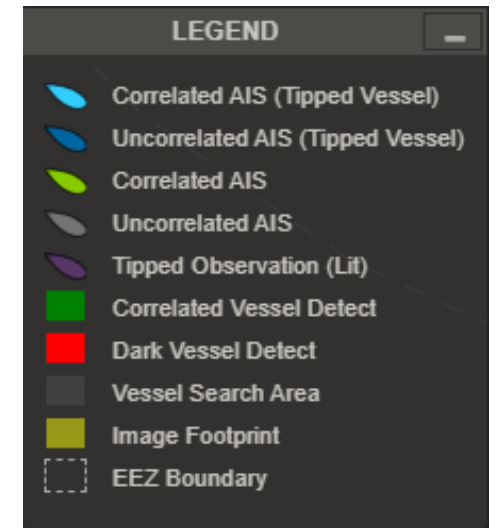 LEGEND
Correlated AIS (Tipped Vessel)
Uncorrelated AIS (Tipped Vessel)
Correlated AIS
Uncorrelated AIS
Tipped Observation (Lit)
Correlated Vessel Detect
Dark Vessel Detect
Vessel Search Area
Image Footprint
EEZ Boundary